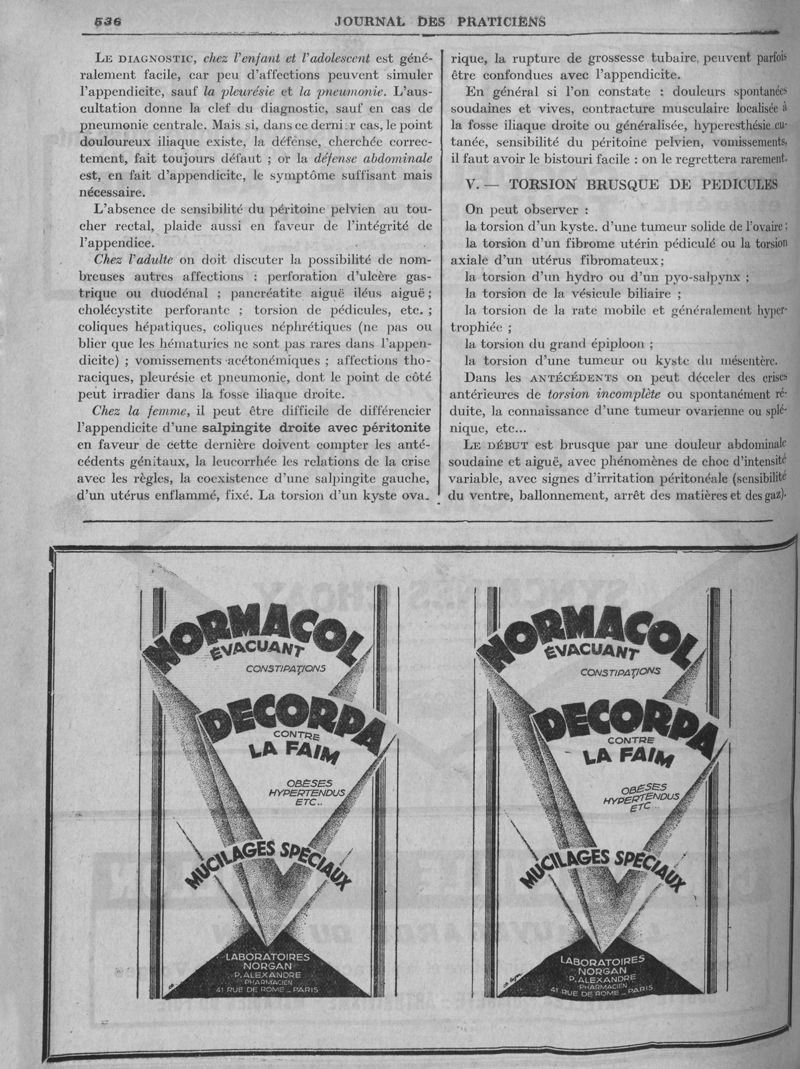 536
JOURNAL DES PRATICIENS
LE DIAGNOSTIC, chez l'enfant et l'adolescent est géné-
ralement facile, car peu d'affections peuvent simuler
l'appendicite, sauf la pleurésie et la pneumonie. L'aus-
cultation donne la clef du diagnostic, sauf en cas de
pneumonie centrale. Mais si, dans ce derni r cas, le point
douloureux iliaque existe, la défense, cherchée correc-
tement, fait toujours défaut ; or la défense abdominale
est, en fait d'appendicite, le symptôme suffisant mais
nécessaire.
L'absence de sensibilité du péritoine pelvien au tou-
cher rectal, plaide aussi en faveur de l'intégrité de
l'appendice.
Chez l'adulte on doit discuter la possibilité de nom-
breuses autres affections : perforation d'ulcère gas-
trique ou duodénal ; pancréatite aiguë iléus aiguë ;
cholécystite perforante ; torsion de pédicules, etc. ;
coliques hépatiques, coliques néphrétiques (ne pas ou
blier que les hématuries ne sont pas rares dans l'appen-
dicite) ; vomissements acétonémiques ; affections tho-
raciques, pleurésie et pneumonie, dont le point de côté
peut irradier dans la fosse iliaque droite.
Chez la femme, il peut être difficile de différencier
l'appendicite d'une salpingite droite avec péritonite
en faveur de cette dernière doivent compter les anté-
cédents génitaux, la leucorrhée les relations de la crise
avec les règles, la coexistence d'une salpingite gauche,
d'un utérus enflammé, fixé. La torsion d'un kyste ova-
rique, la rupture de grossesse tubaire, peuvent parfois
être confondues avec l'appendicite.
En général si l'on constate : douleurs spontanées
soudaines et vives, contracture musculaire localisée à
la fosse iliaque droite ou généralisée, hyperesthésie cu-
tanée, sensibilité du péritoine pelvien, vomissements,
il faut avoir le bistouri facile : on le regrettera rarement.
V. — TORSION BRUSQUE DE PEDICULES
On peut observer :
la torsion d'un kyste. d'une tumeur solide de l'ovaire ;
la torsion d'un fibrome utérin pédiculé ou la torsion
axiale d'un utérus fibromateux ;
la torsion d'un hydro ou d'un pyo-salpynx ;
la torsion de la vésicule biliaire ;
la torsion de la rate mobile et généralement hyper-
trophiée ;
la torsion du grand épiploon ;
la torsion d'une tumeur ou kyste du mésentère.
Dans les ANTÉCÉDENTS on peut déceler des crises
antérieures de torsion incomplète ou spontanément ré-
duite, la connaissance d'une tumeur ovarienne ou splé-
nique, etc...
LE DÉBUT est brusque par une douleur abdominale
soudaine et aiguë, avec phénomènes de choc d'intensité
variable, avec signes d'irritation péritonéale (sensibilité
du ventre, ballonnement, arrêt des matières et des gaz).
NORMACOL
ÉVACUANT
CONSTIPATIONS
DECORPA
CONTRE
LA FAIM
OBÈSES
HYPERTENDUS
ETC..
MUCILAGES SPÉCIAUX
LABORATOIRES
NORGAN
P. ALEXANDRE
PHARMACIEN
41 RUE DE ROME _ PARIS
NORMACOL
ÉVACUANT
CONSTIPATIONS
DECORPA
CONTRE
LA FAIM
OBÈSES
HYPERTENDUS
ETC...
MUCILAGES SPÉCIAUX
LABORATOIRES
NORGAN
P. ALEXANDRE
PHARMACIEN
41 RUE DE ROME _ PARIS